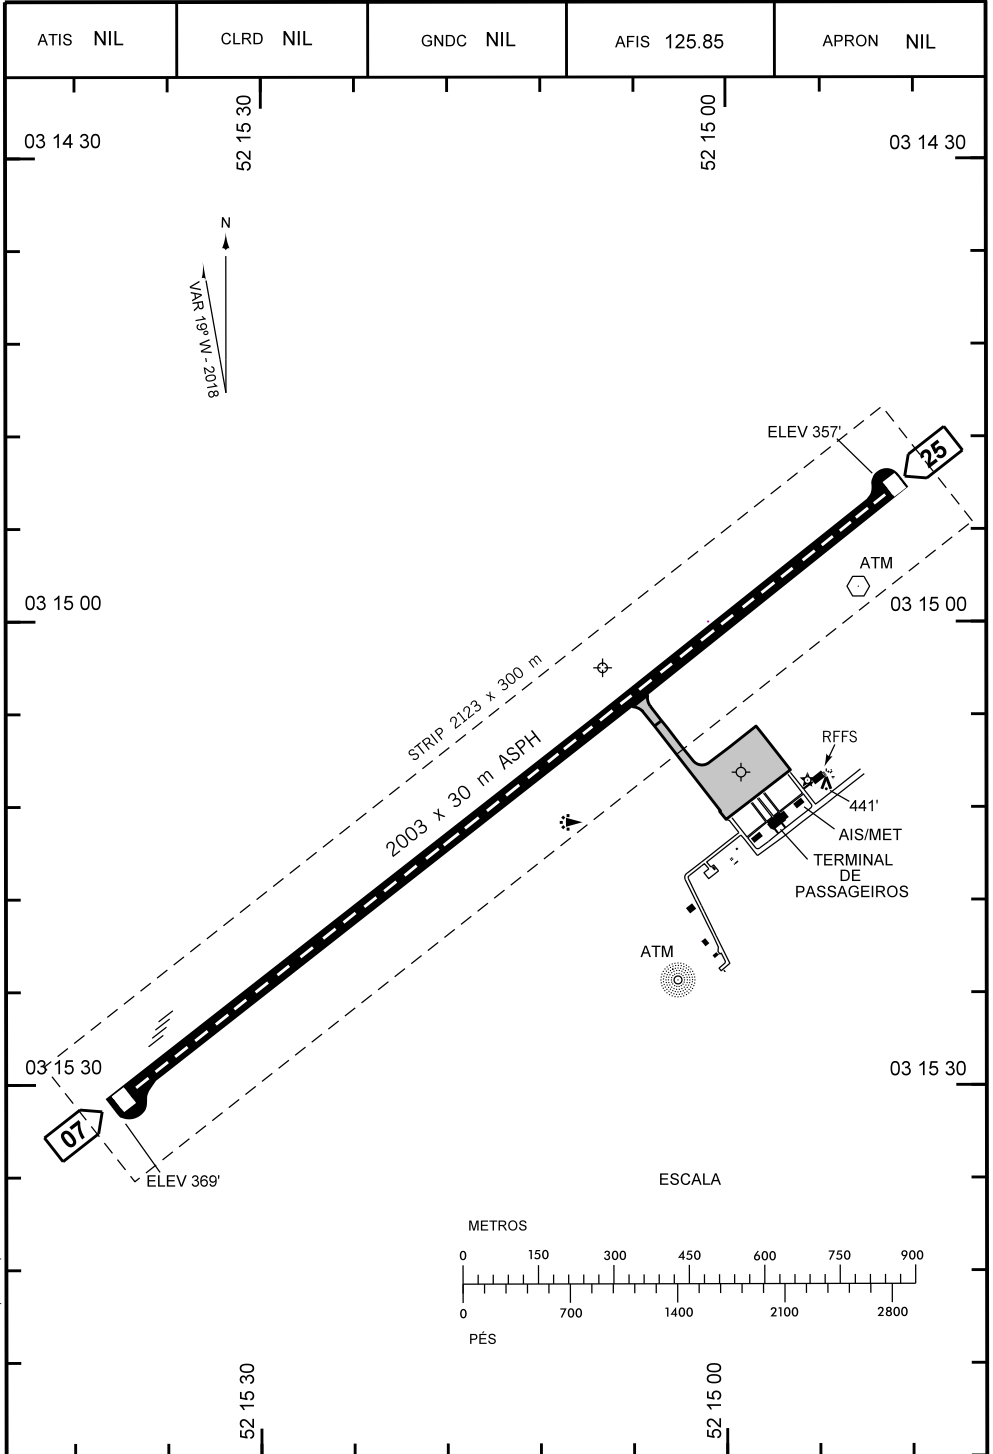 ATIS NIL
CLRD NIL
GNDC NIL
AFIS 125.85
APRON NIL
52 15 30
52 15 00
03 14 30
03 14 30
N
VAR 19º W - 2018
ELEV 357'
25
ATM
03 15 00
03 15 00
STRIP 2123 x 300 m
2003 x 30 m ASPH
RFFS
441'
AIS/MET
TERMINAL
DE
PASSAGEIROS
ATM
03 15 30
03 15 30
07
ELEV 369'
ESCALA
METROS
0 150 300 450 600 750 900
0 700 1400 2100 2800
PÉS
52 15 30
52 15 00